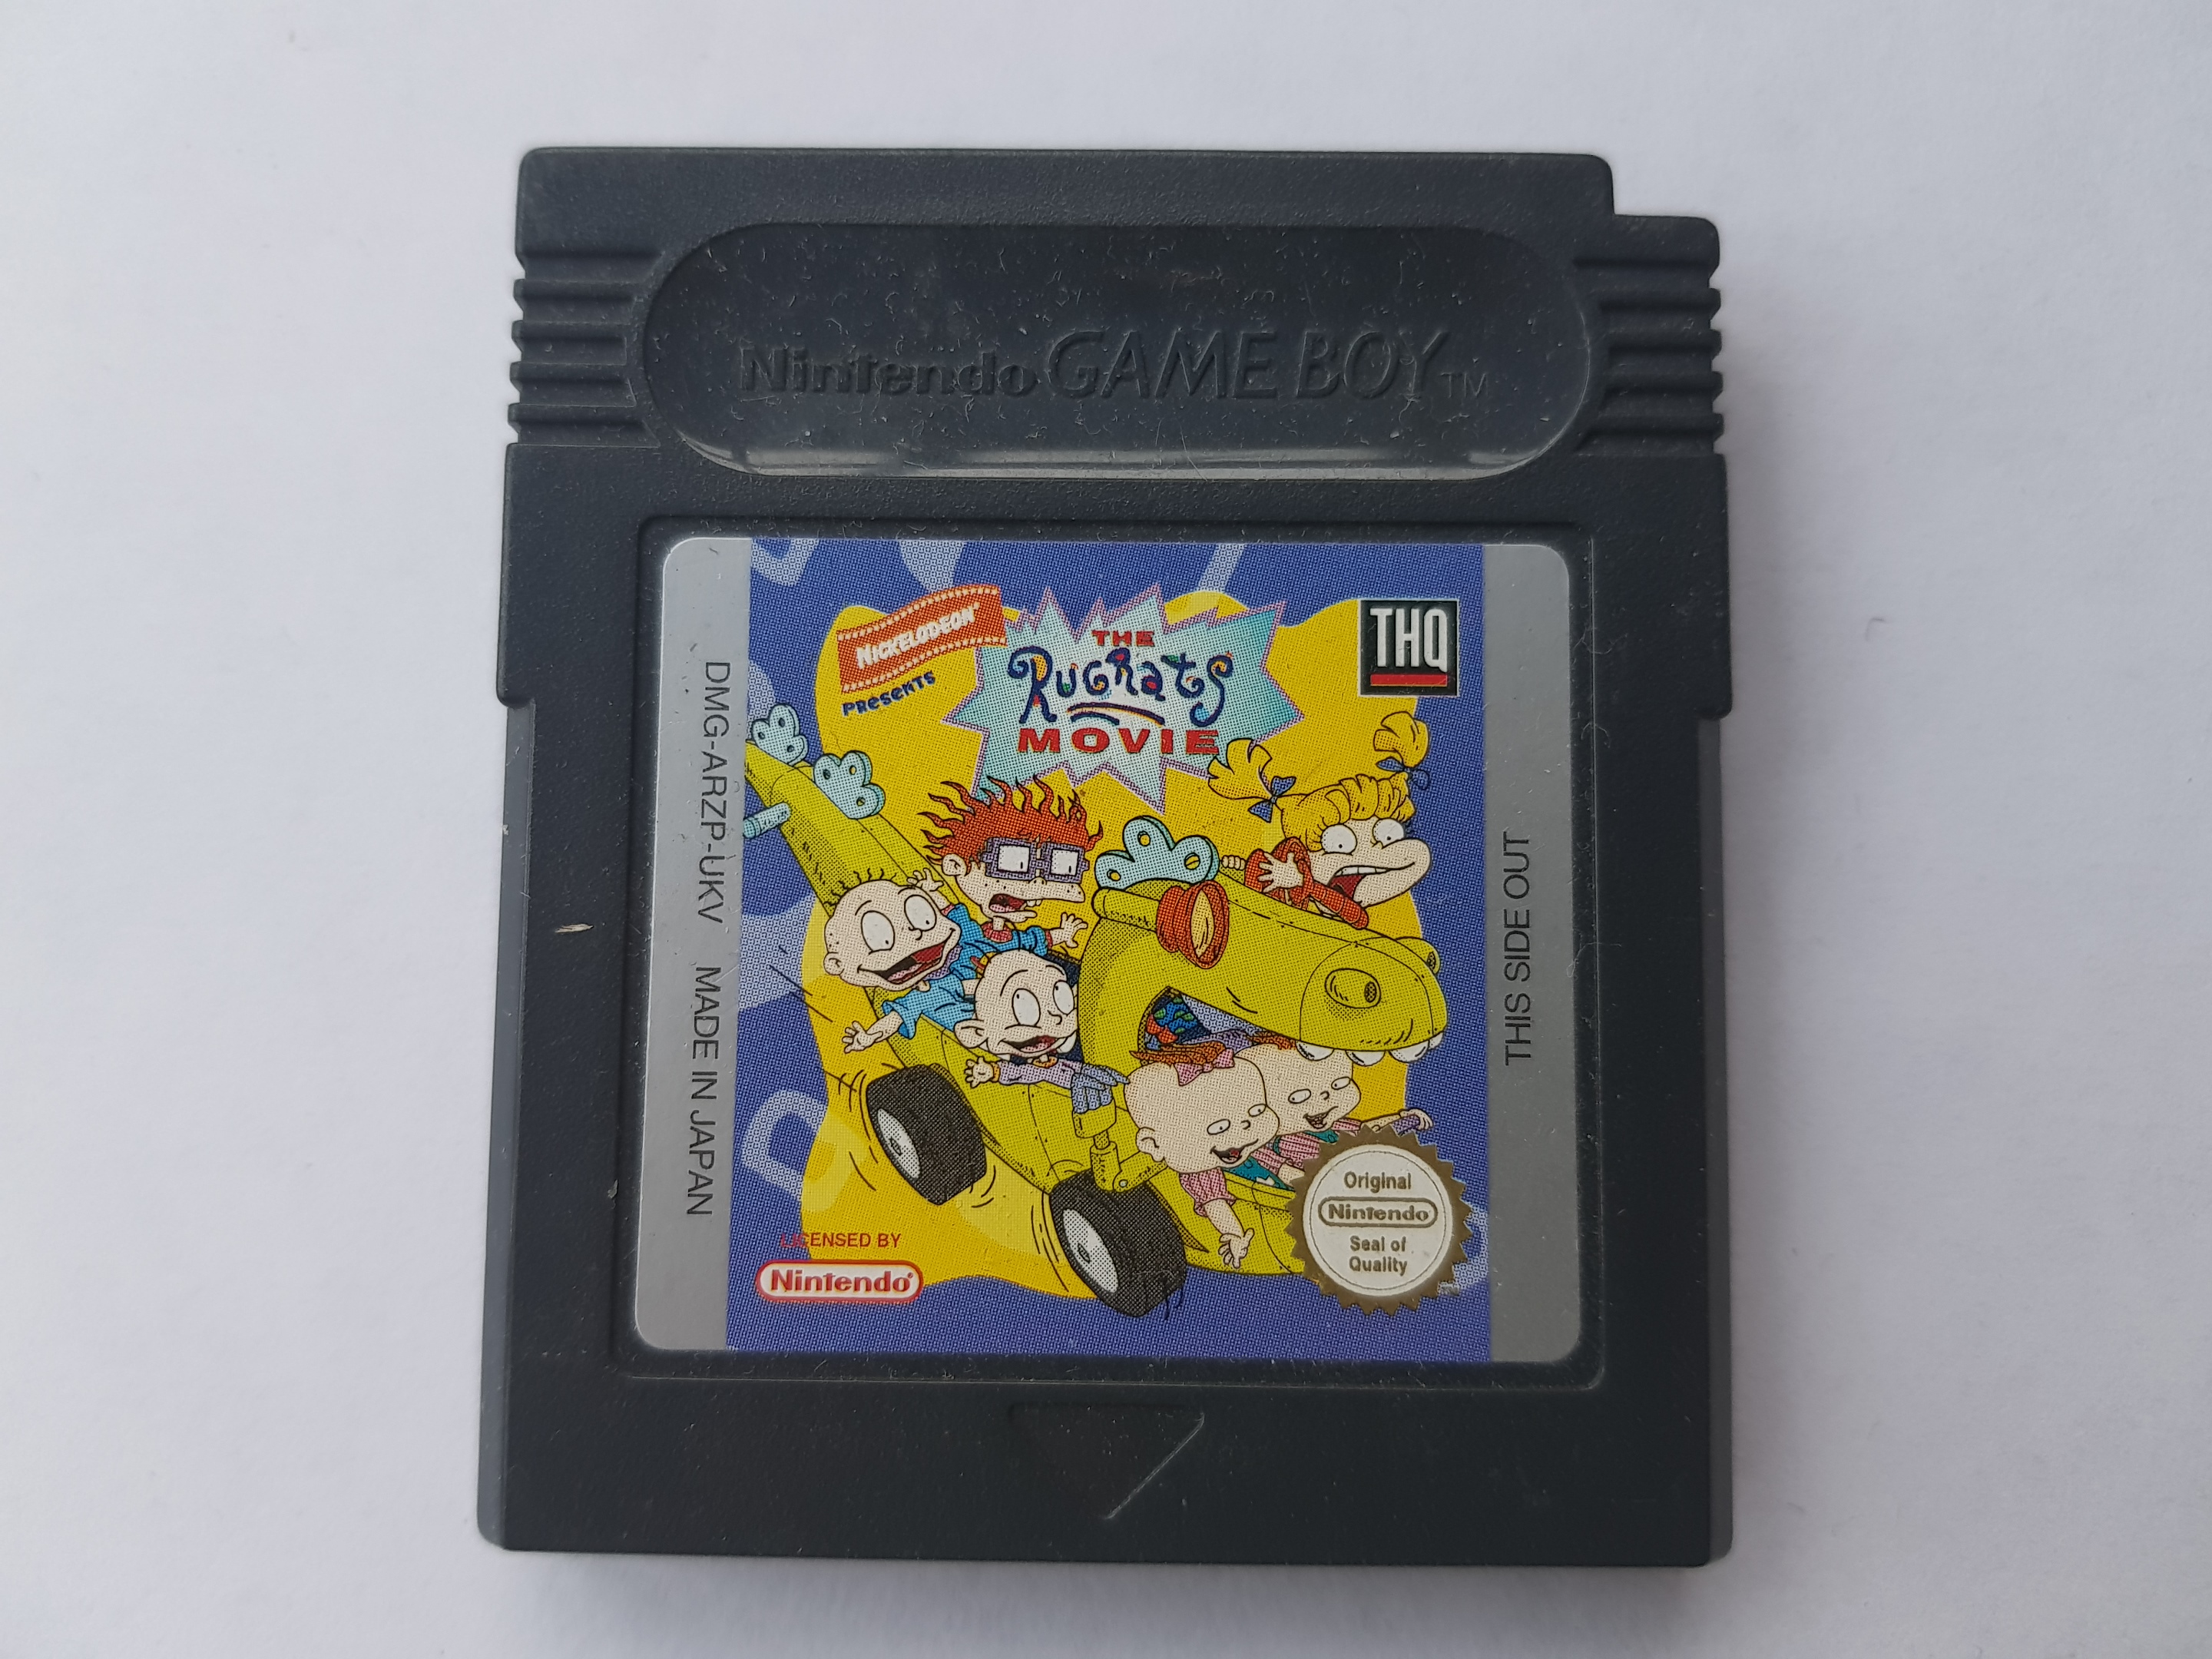 Nintendo GAME BOY TM
NICKELODEON
PRESENTS
THE
RUGRATS
MOVIE
THQ
DMG-ARZP-UKV MADE IN JAPAN
THIS SIDE OUT
LICENSED BY
Nintendo
Original
Nintendo
Seal of
Quality